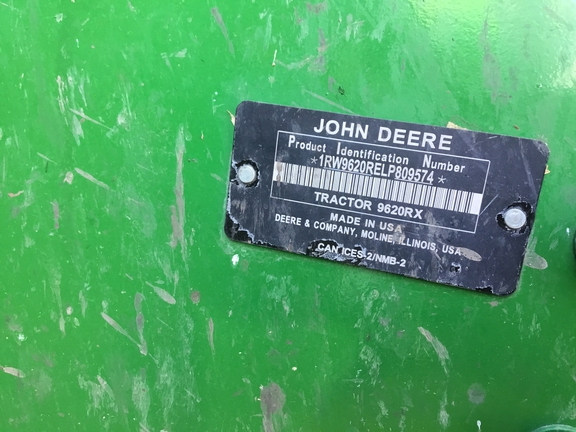 JOHN DEERE
Product Identification Number
*1RW9620RELP809574*
TRACTOR 9620RX
MADE IN USA
DEERE & COMPANY, MOLINE, ILLINOIS, USA
CAN ICES-2/NMB-2